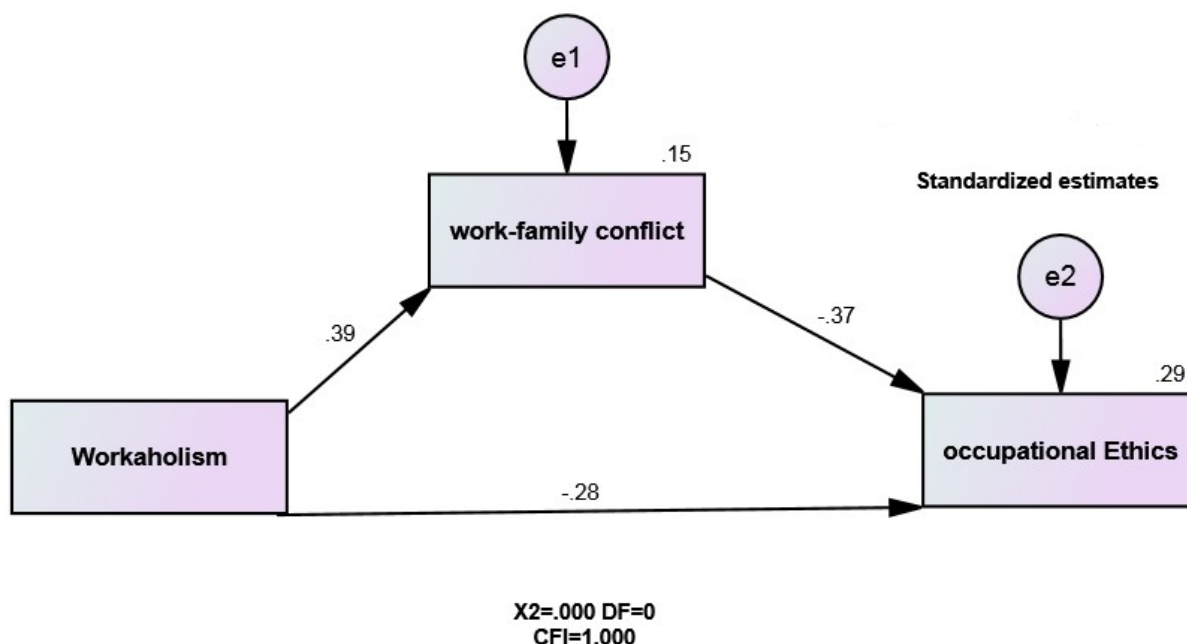 e1
.15
work-family conflict
Standardized estimates
e2
.39
-.37
.29
Workaholism
occupational Ethics
-.28
X2=.000 DF=0
CFI=1.000